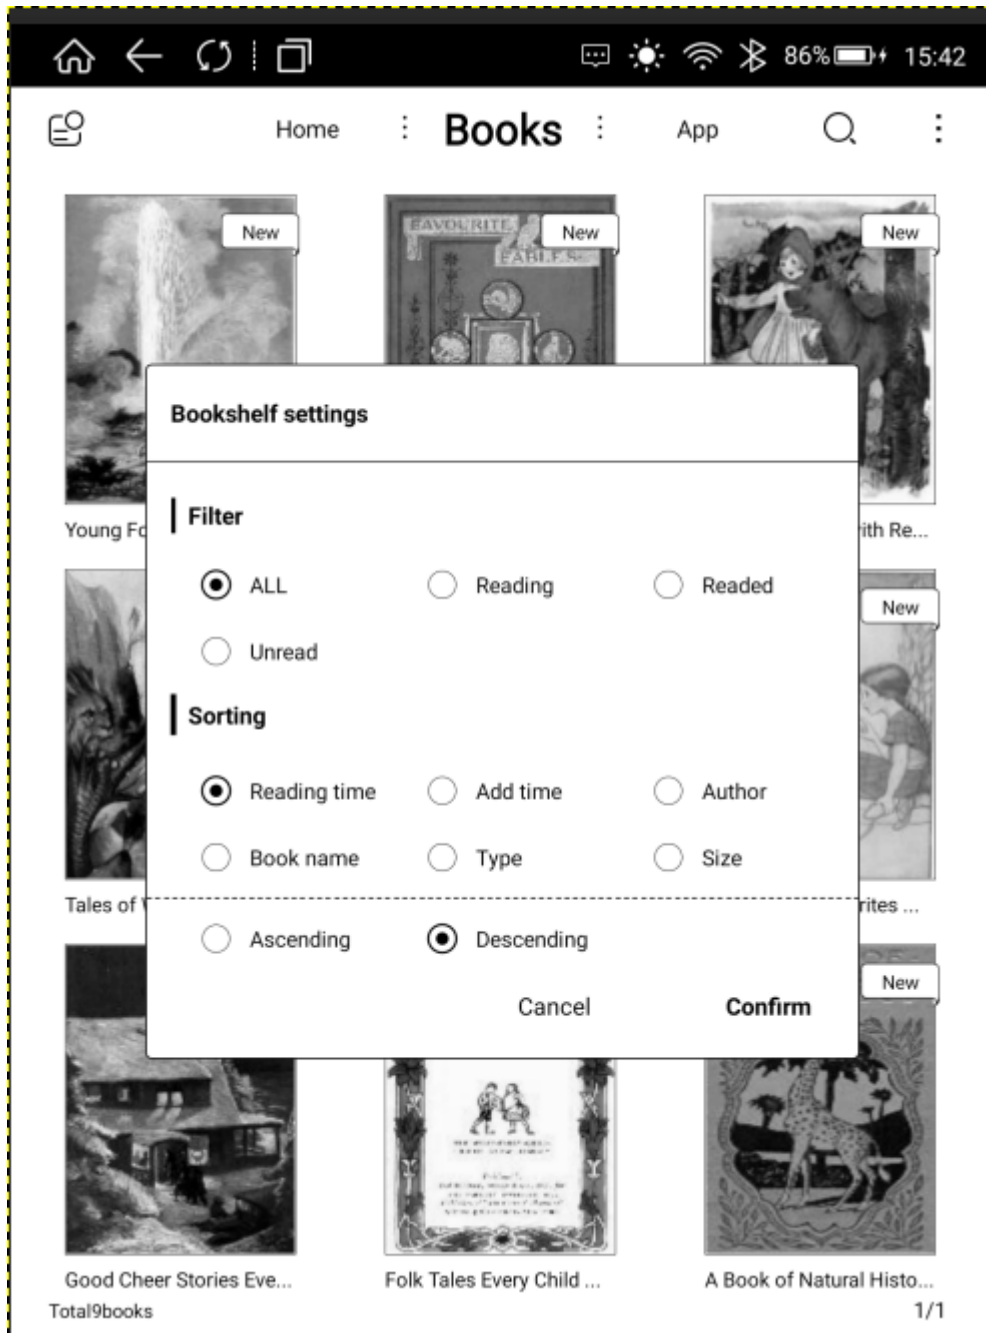 86% 15:42
Home Books App
New New New
FAVOURITE
FABLES
Bookshelf settings
Filter
Young Fo
ith Re...
ALL Reading Readed
New
Unread
Sorting
Reading time Add time Author
Book name Type Size
Tales of
rites ...
Ascending Descending
New
Cancel Confirm
Good Cheer Stories Eve... Folk Tales Every Child ... A Book of Natural Histo...
Total9books 1/1